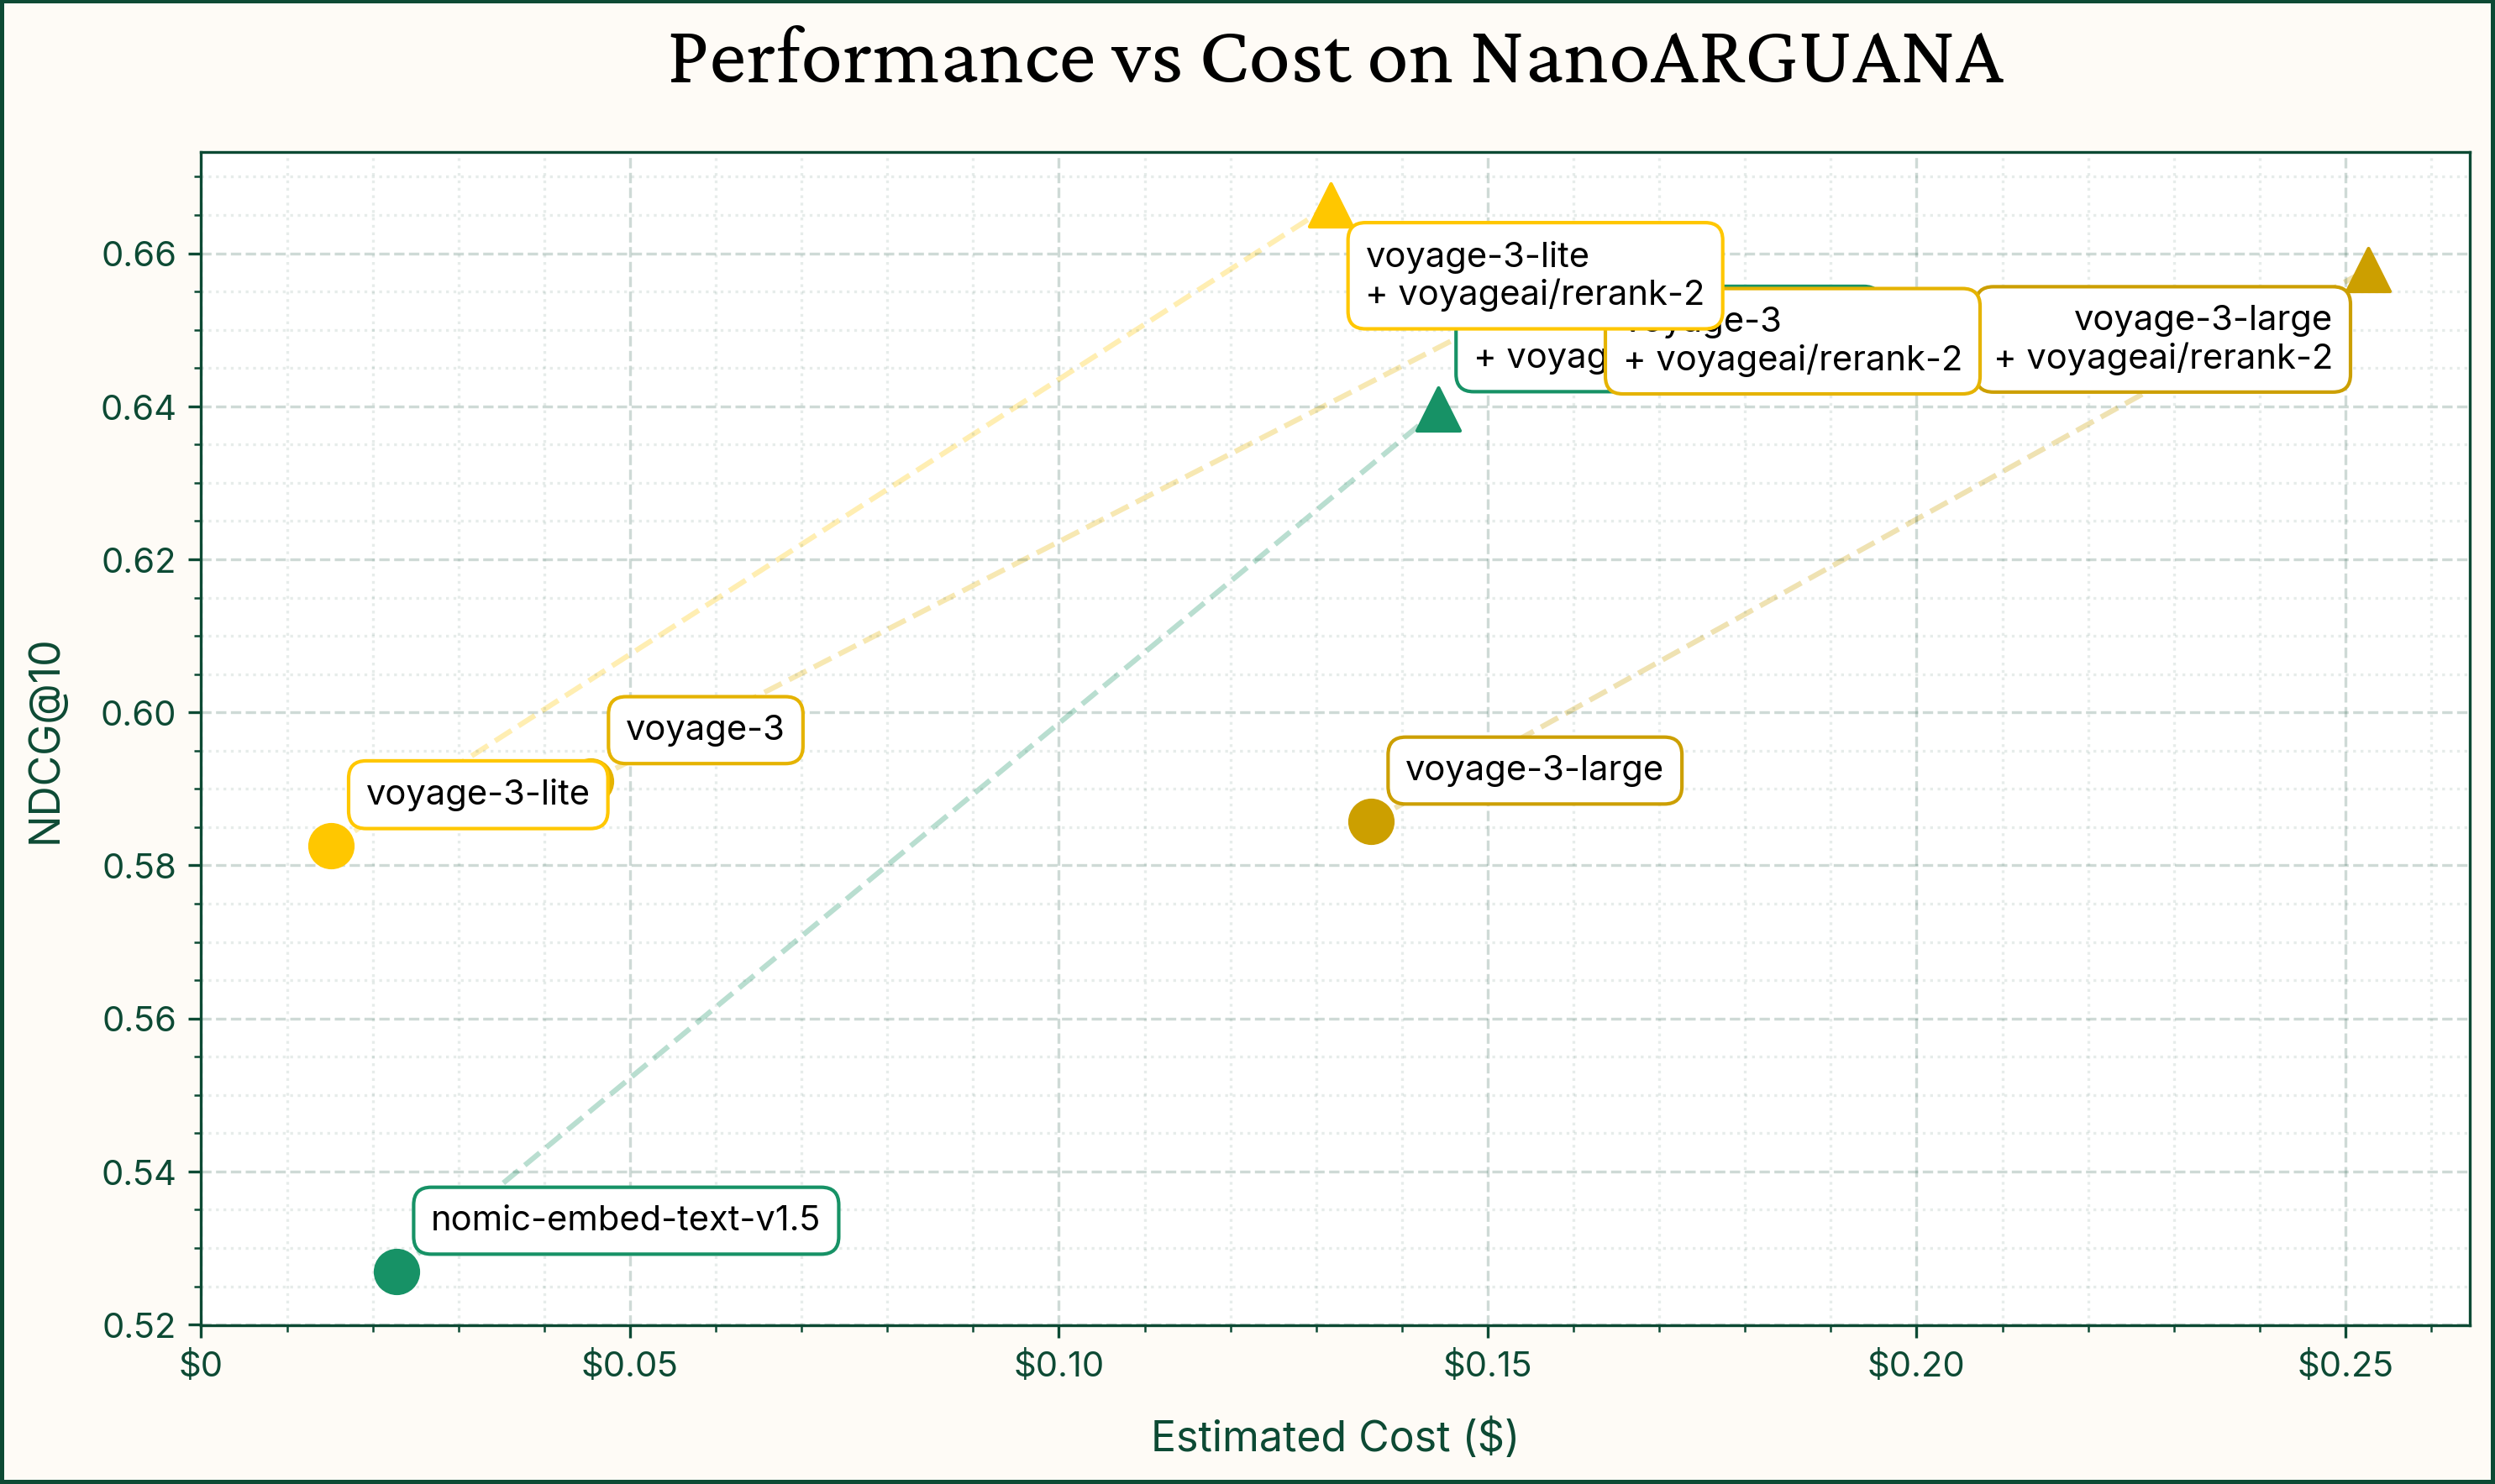 Performance vs Cost on NanoARGUANA
NDCG@10
0.66
0.64
0.62
0.60
0.58
0.56
0.54
0.52
voyage-3-lite
+ voyageai/rerank-2
+
voyage-3
+ voyageai/rerank-2
voyage-3-large
+ voyageai/rerank-2
voyage-3
voyage-3-lite
voyage-3-large
nomic-embed-text-v1.5
$0
$0.05
$0.10
$0.15
$0.20
$0.25
Estimated Cost ($)